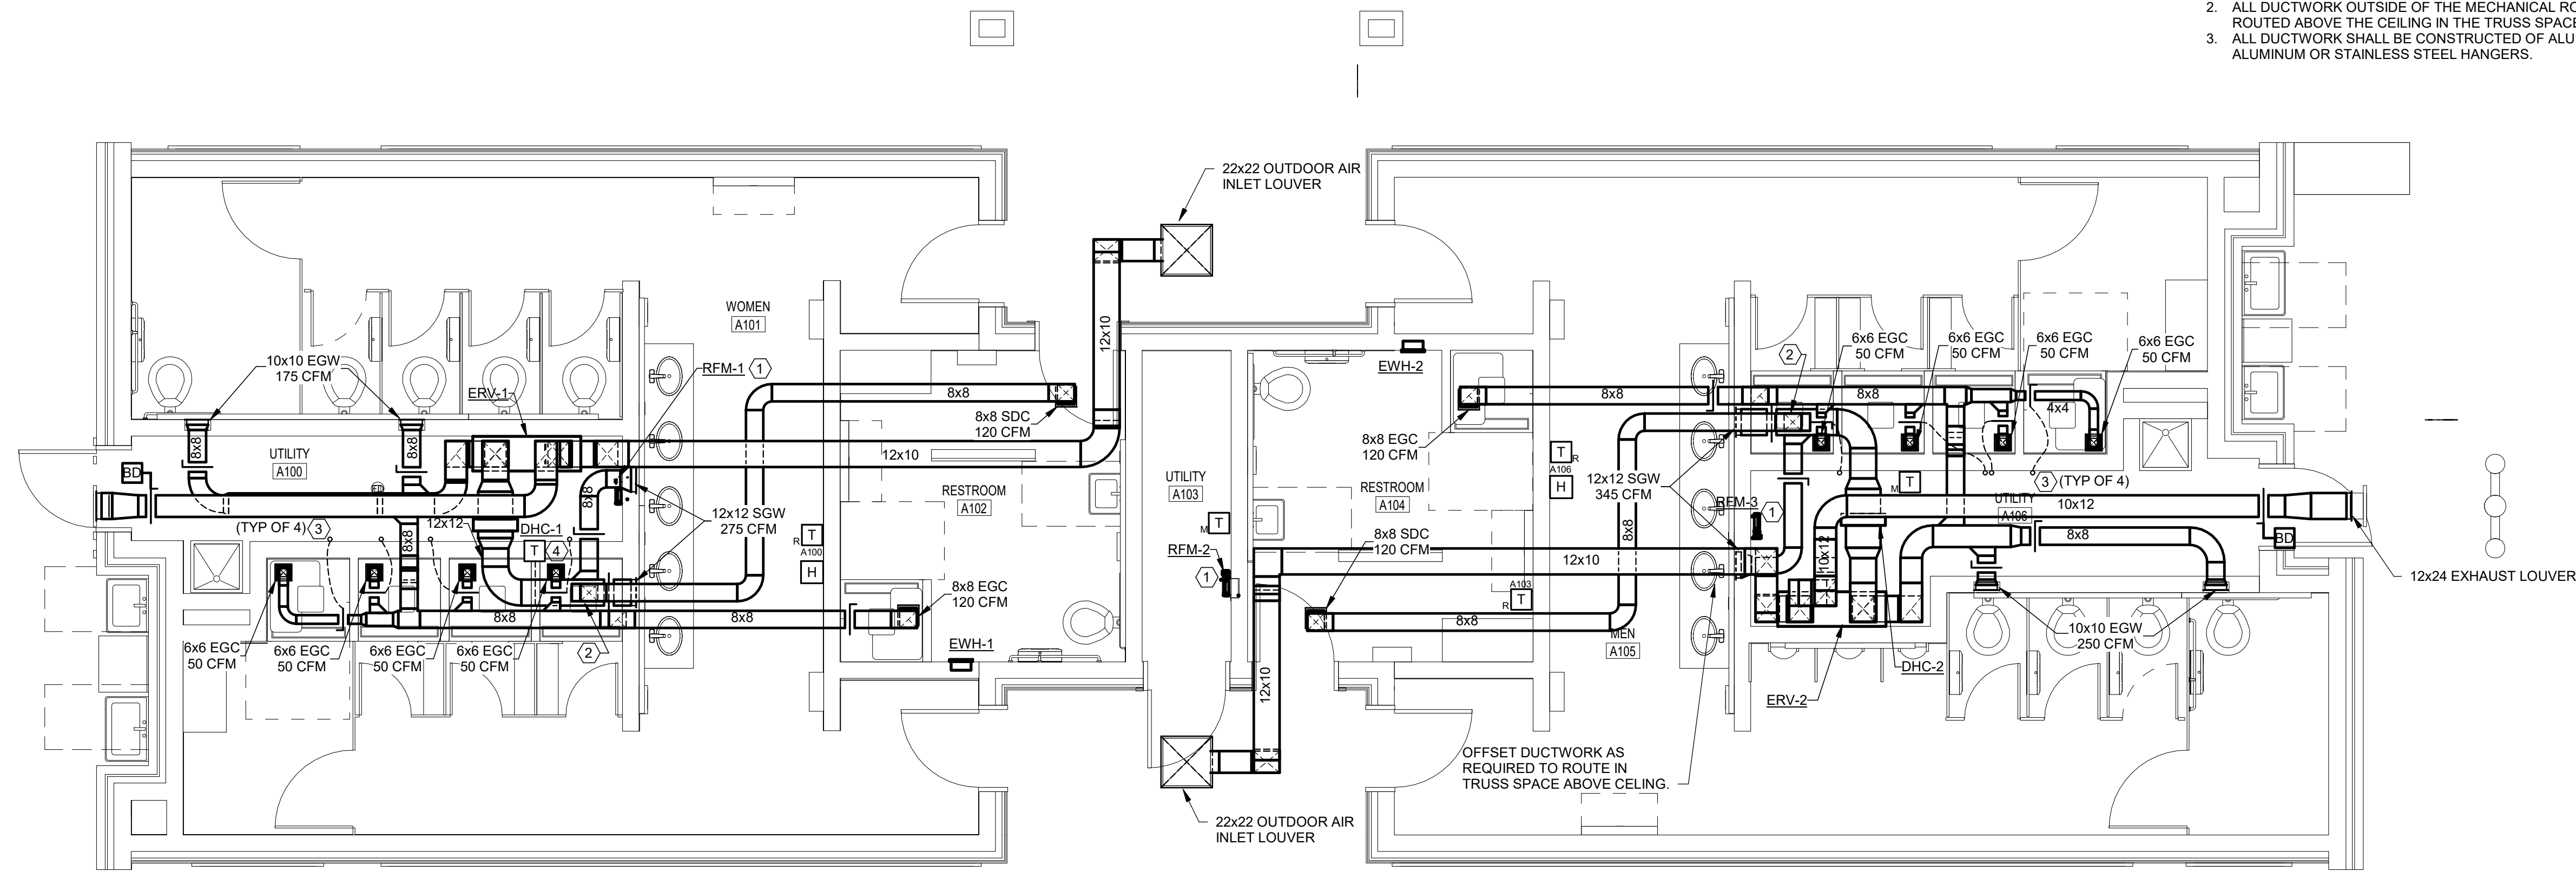 2. ALL DUCTWORK OUTSIDE OF THE MECHANICAL RO
ROUTED ABOVE THE CEILING IN THE TRUSS SPACE
3. ALL DUCTWORK SHALL BE CONSTRUCTED OF ALU
ALUMINUM OR STAINLESS STEEL HANGERS.
22x22 OUTDOOR AIR
INLET LOUVER
WOMEN
A101
12x10
10x10 EGW
175 CFM
RFM-1
1
ERV-1
8x8
8x8 SDC
120 CFM
8x8
8x8
UTILITY
A100
12x10
BD
8x8
RESTROOM
A102
12x12 SGW
275 CFM
(TYP OF 4)
3
12x12
DHC-1
T
4
8x8
R
T
A100
H
8x8 EGC
120 CFM
8x8
8x8
EWH-1
6x6 EGC
50 CFM
6x6 EGC
50 CFM
6x6 EGC
50 CFM
6x6 EGC
50 CFM
2
UTILITY
A103
M
T
RFM-2
1
12x10
22x22 OUTDOOR AIR
INLET LOUVER
EWH-2
8x8
8x8 EGC
120 CFM
T
R
A106
H
RESTROOM
A104
8x8 SDC
120 CFM
12x12 SGW
345 CFM
8x8
12x10
A103
R
T
8x8
MEN
A105
OFFSET DUCTWORK AS
REQUIRED TO ROUTE IN
TRUSS SPACE ABOVE CELING.
2
6x6 EGC
50 CFM
6x6 EGC
50 CFM
6x6 EGC
50 CFM
6x6 EGC
50 CFM
8x8
4x4
M
T
3
(TYP OF 4)
RFM-3
1
UTILITY
A106
10x12
10x12
8x8
BD
12x24 EXHAUST LOUVER
10x10 EGW
250 CFM
DHC-2
ERV-2